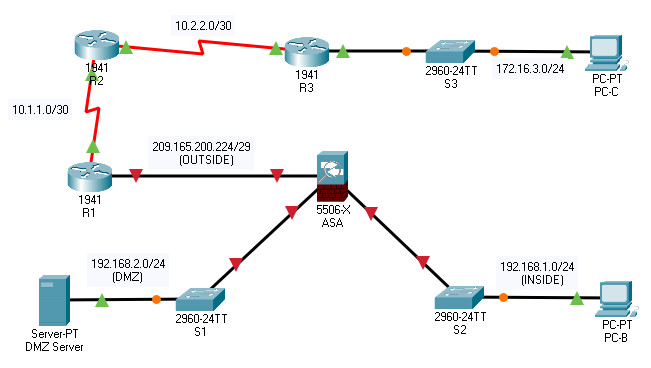 10.2.2.0/30
1941
R2
1941
R3
2960-24TT
S3
172.16.3.0/24
PC-PT
PC-C
10.1.1.0/30
209.165.200.224/29
(OUTSIDE)
1941
R1
5506-X
ASA
192.168.2.0/24
(DMZ)
192.168.1.0/24
(INSIDE)
Server-PT
DMZ Server
2960-24TT
S1
2960-24TT
S2
PC-PT
PC-B